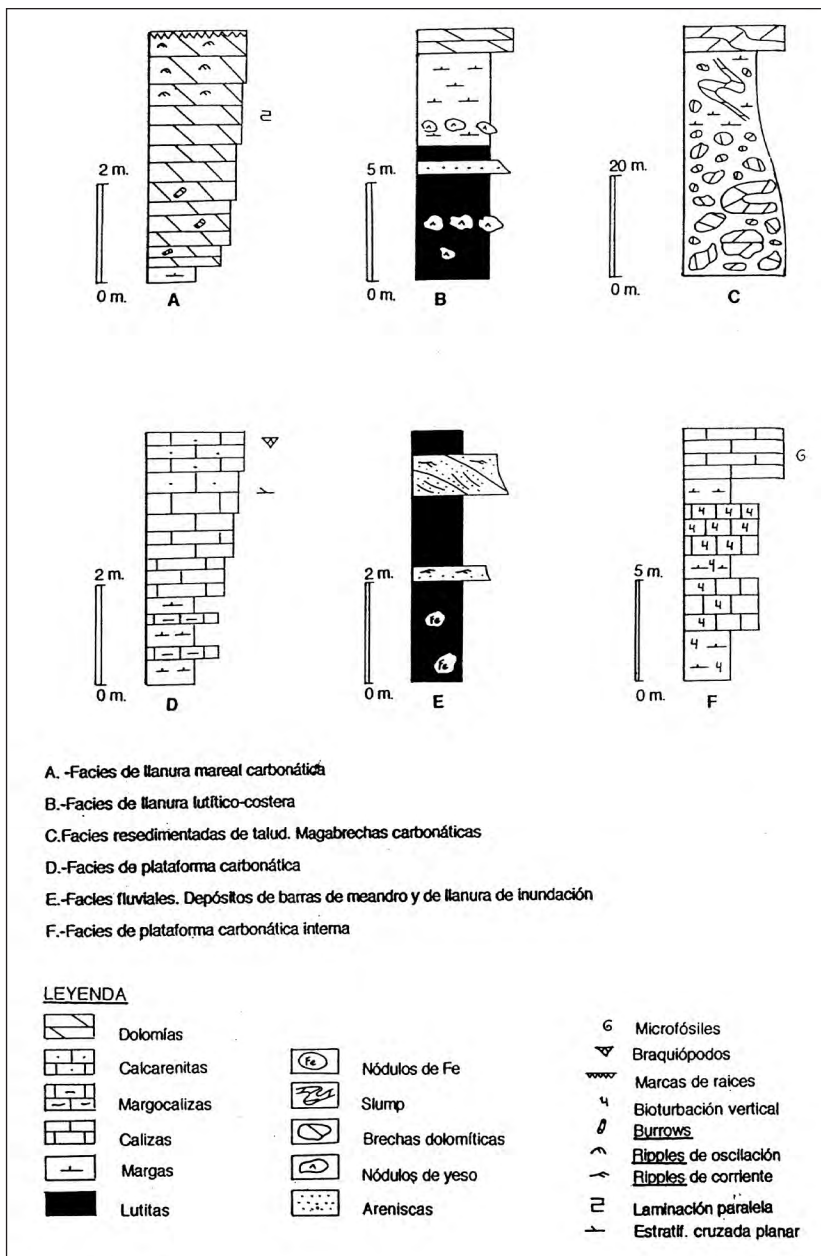 2 m.
0 m.
A
5 m.
0 m.
B
20 m.
0 m.
C
2 m.
0 m.
D
2 m.
0 m.
Fe
Fe
E
5 m.
0 m.
F
A. -Facies de llanura mareal carbonática
B.-Facies de llanura lutítico-costera
C.Facies resedimentadas de talud. Magabrechas carbonáticas
D.-Facies de plataforma carbonática
E.-Facies fluviales. Depósitos de barras de meandro y de llanura de inundación
F.-Facies de plataforma carbonática interna
LEYENDA
Dolomías
Calcarenitas
Margocalizas
Calizas
Margas
Lutitas
Fe Nódulos de Fe
Slump
Brechas dolomíticas
Nódulos de yeso
Areniscas
Microfósiles
Braquiópodos
Marcas de raices
Bioturbación vertical
Burrows
Ripples de oscilación
Ripples de corriente
Laminación paralela
Estratif. cruzada planar